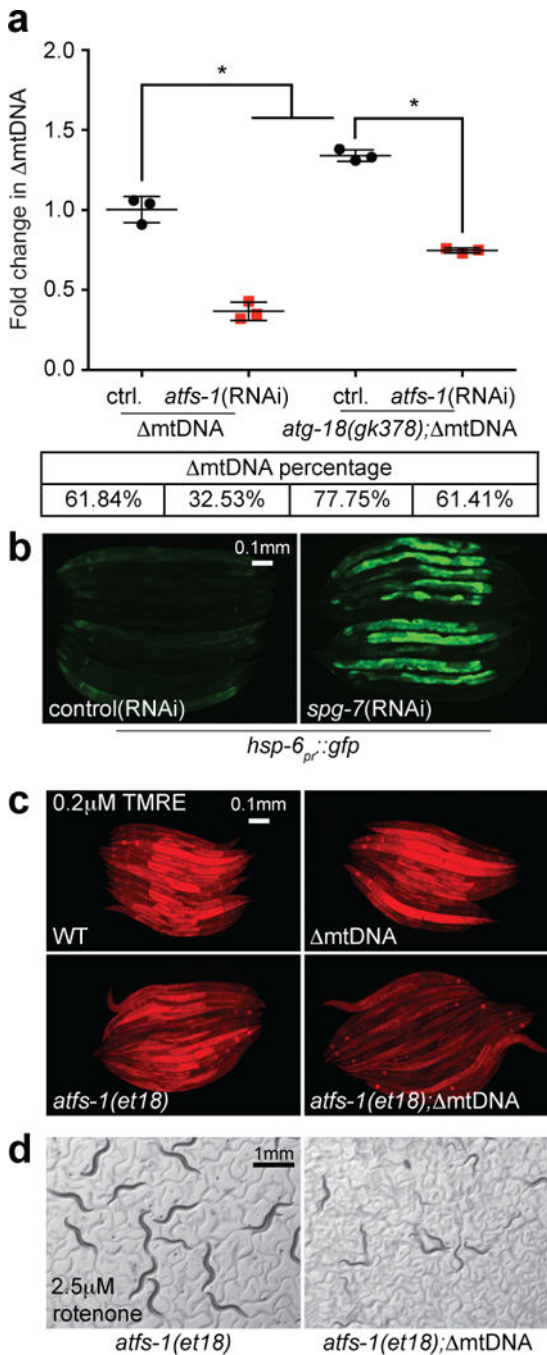 a
2.0
*
*
1.5
1.0
0.5
0.0
Fold change in ΔmtDNA
ctrl. atfs-1(RNAi) ctrl. atfs-1(RNAi)
ΔmtDNA atg-18(gk378);ΔmtDNA
ΔmtDNA percentage
61.84% 32.53% 77.75% 61.41%
b
0.1mm
control(RNAi) spg-7(RNAi)
hsp-6pr::gfp
c
0.2μM TMRE
0.1mm
WT ΔmtDNA
atfs-1(et18) atfs-1(et18);ΔmtDNA
d
1mm
2.5μM
rotenone
atfs-1(et18) atfs-1(et18);ΔmtDNA